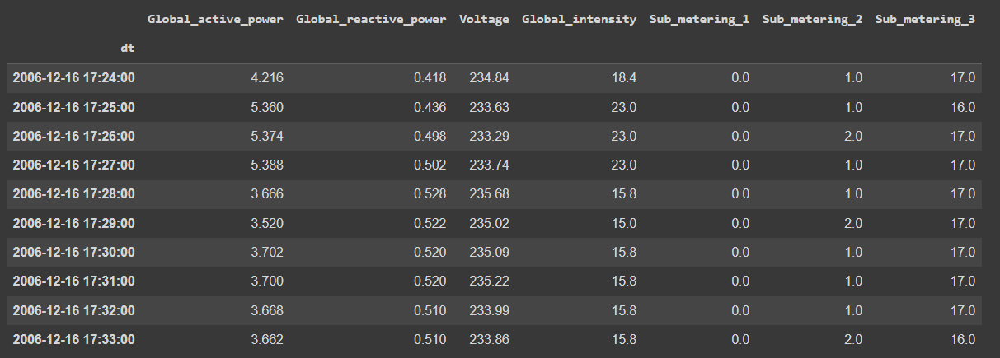 Global_active_power Global_reactive_power Voltage Global_intensity Sub_metering_1 Sub_metering_2 Sub_metering_3
dt
2006-12-16 17:24:00 4.216 0.418 234.84 18.4 0.0 1.0 17.0
2006-12-16 17:25:00 5.360 0.436 233.63 23.0 0.0 1.0 16.0
2006-12-16 17:26:00 5.374 0.498 233.29 23.0 0.0 2.0 17.0
2006-12-16 17:27:00 5.388 0.502 233.74 23.0 0.0 1.0 17.0
2006-12-16 17:28:00 3.666 0.528 235.68 15.8 0.0 1.0 17.0
2006-12-16 17:29:00 3.520 0.522 235.02 15.0 0.0 2.0 17.0
2006-12-16 17:30:00 3.702 0.520 235.09 15.8 0.0 1.0 17.0
2006-12-16 17:31:00 3.700 0.520 235.22 15.8 0.0 1.0 17.0
2006-12-16 17:32:00 3.668 0.510 233.99 15.8 0.0 1.0 17.0
2006-12-16 17:33:00 3.662 0.510 233.86 15.8 0.0 2.0 16.0